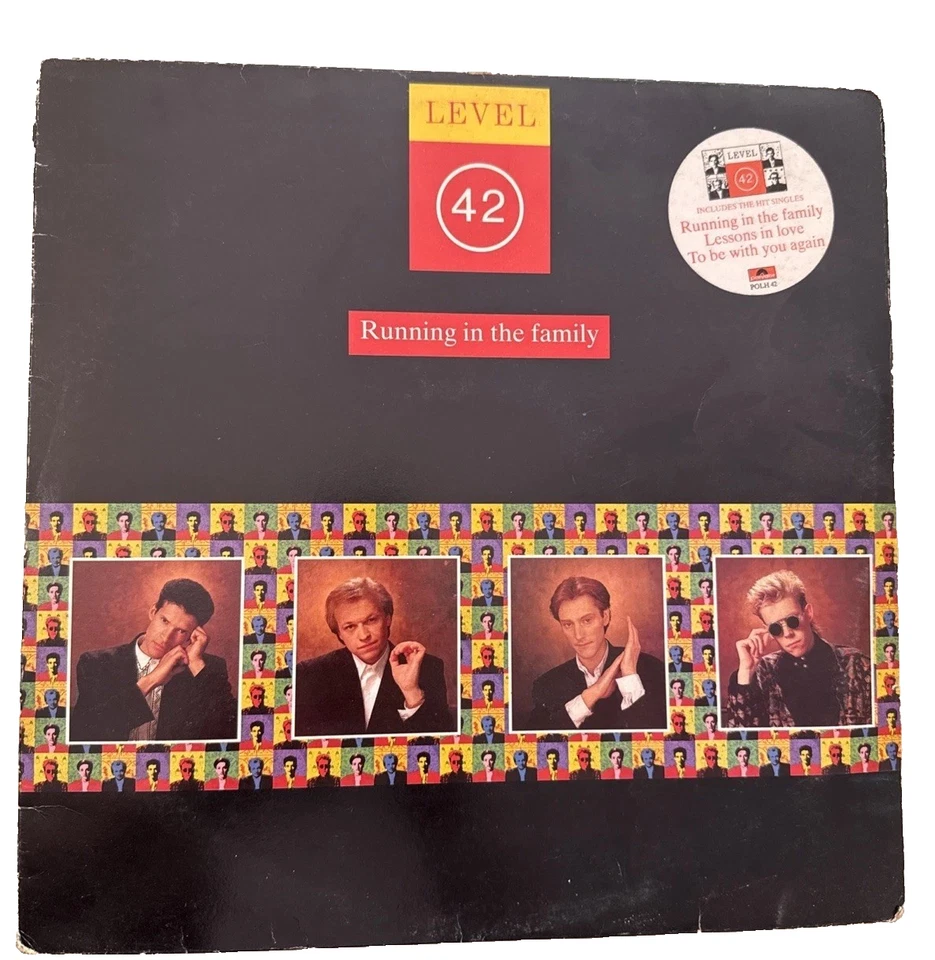 LEVEL
42
Running in the family
LEVEL
42
INCLUDES THE HIT SINGLES
Running in the family
Lessons in love
To be with you again
POLH 42